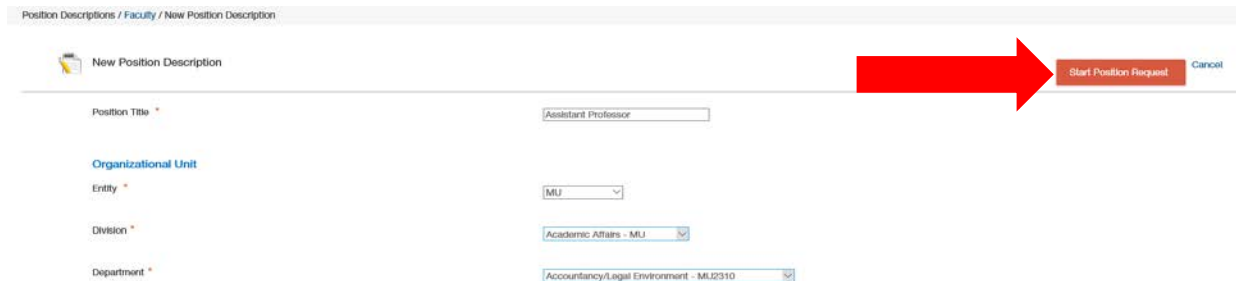 Position Descriptions / Faculty / New Position Description
New Position Description
Start Position Request Cancel
Position Title *
Assistant Professor
Organizational Unit
Entity *
MU
Division *
Academic Affairs - MU
Department *
Accountancy/Legal Environment - MU2310